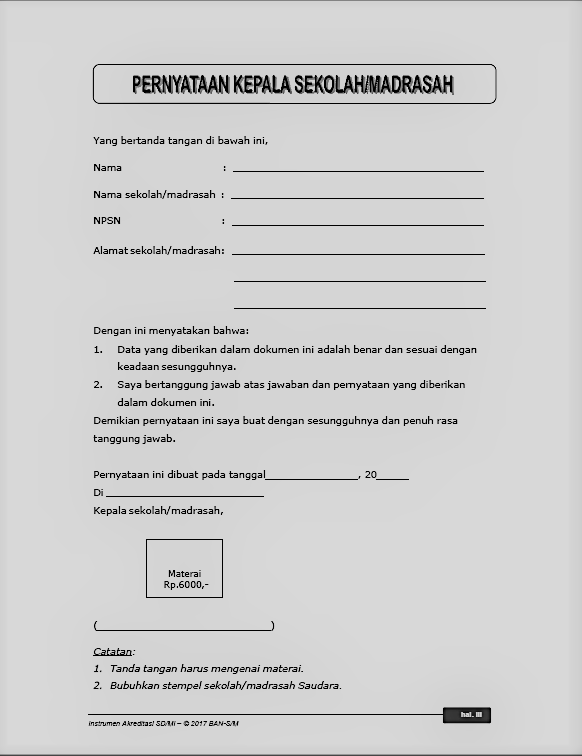 PERNYATAAN KEPALA SEKOLAH/MADRASAH
Yang bertanda tangan di bawah ini,
Nama :
Nama sekolah/madrasah :
NPSN :
Alamat sekolah/madrasah:
Dengan ini menyatakan bahwa:
1. Data yang diberikan dalam dokumen ini adalah benar dan sesuai dengan
keadaan sesungguhnya.
2. Saya bertanggung jawab atas jawaban dan pernyataan yang diberikan
dalam dokumen ini.
Demikian pernyataan ini saya buat dengan sesungguhnya dan penuh rasa
tanggung jawab.
Pernyataan ini dibuat pada tanggal________________, 20_____
Di
Kepala sekolah/madrasah,
Materai
Rp.6000,-
(______________________________)
Catatan:
1. Tanda tangan harus mengenai materai.
2. Bubuhkan stempel sekolah/madrasah Saudara.
Instrumen Akreditasi SD/MI – © 2017 BAN-S/M
hal. iii